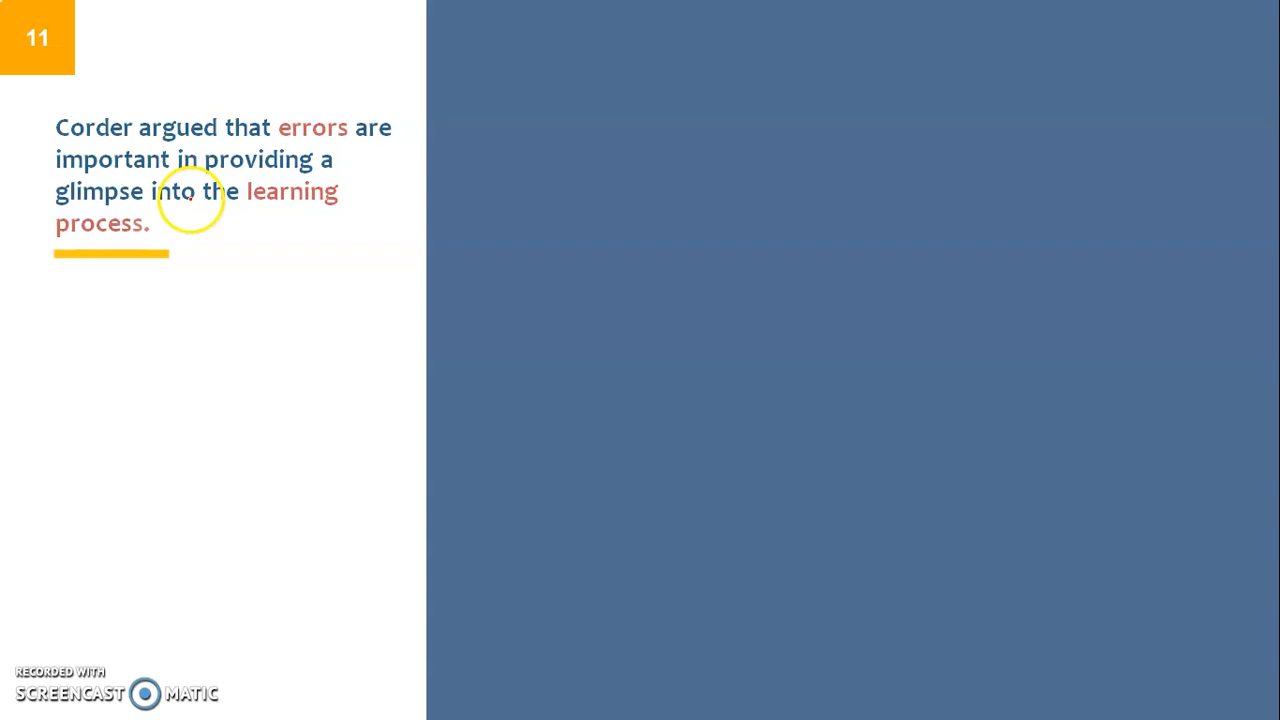 11
Corder argued that errors are
important in providing a
glimpse into the learning
process.
RECORDED WITH
SCREENCAST MATIC